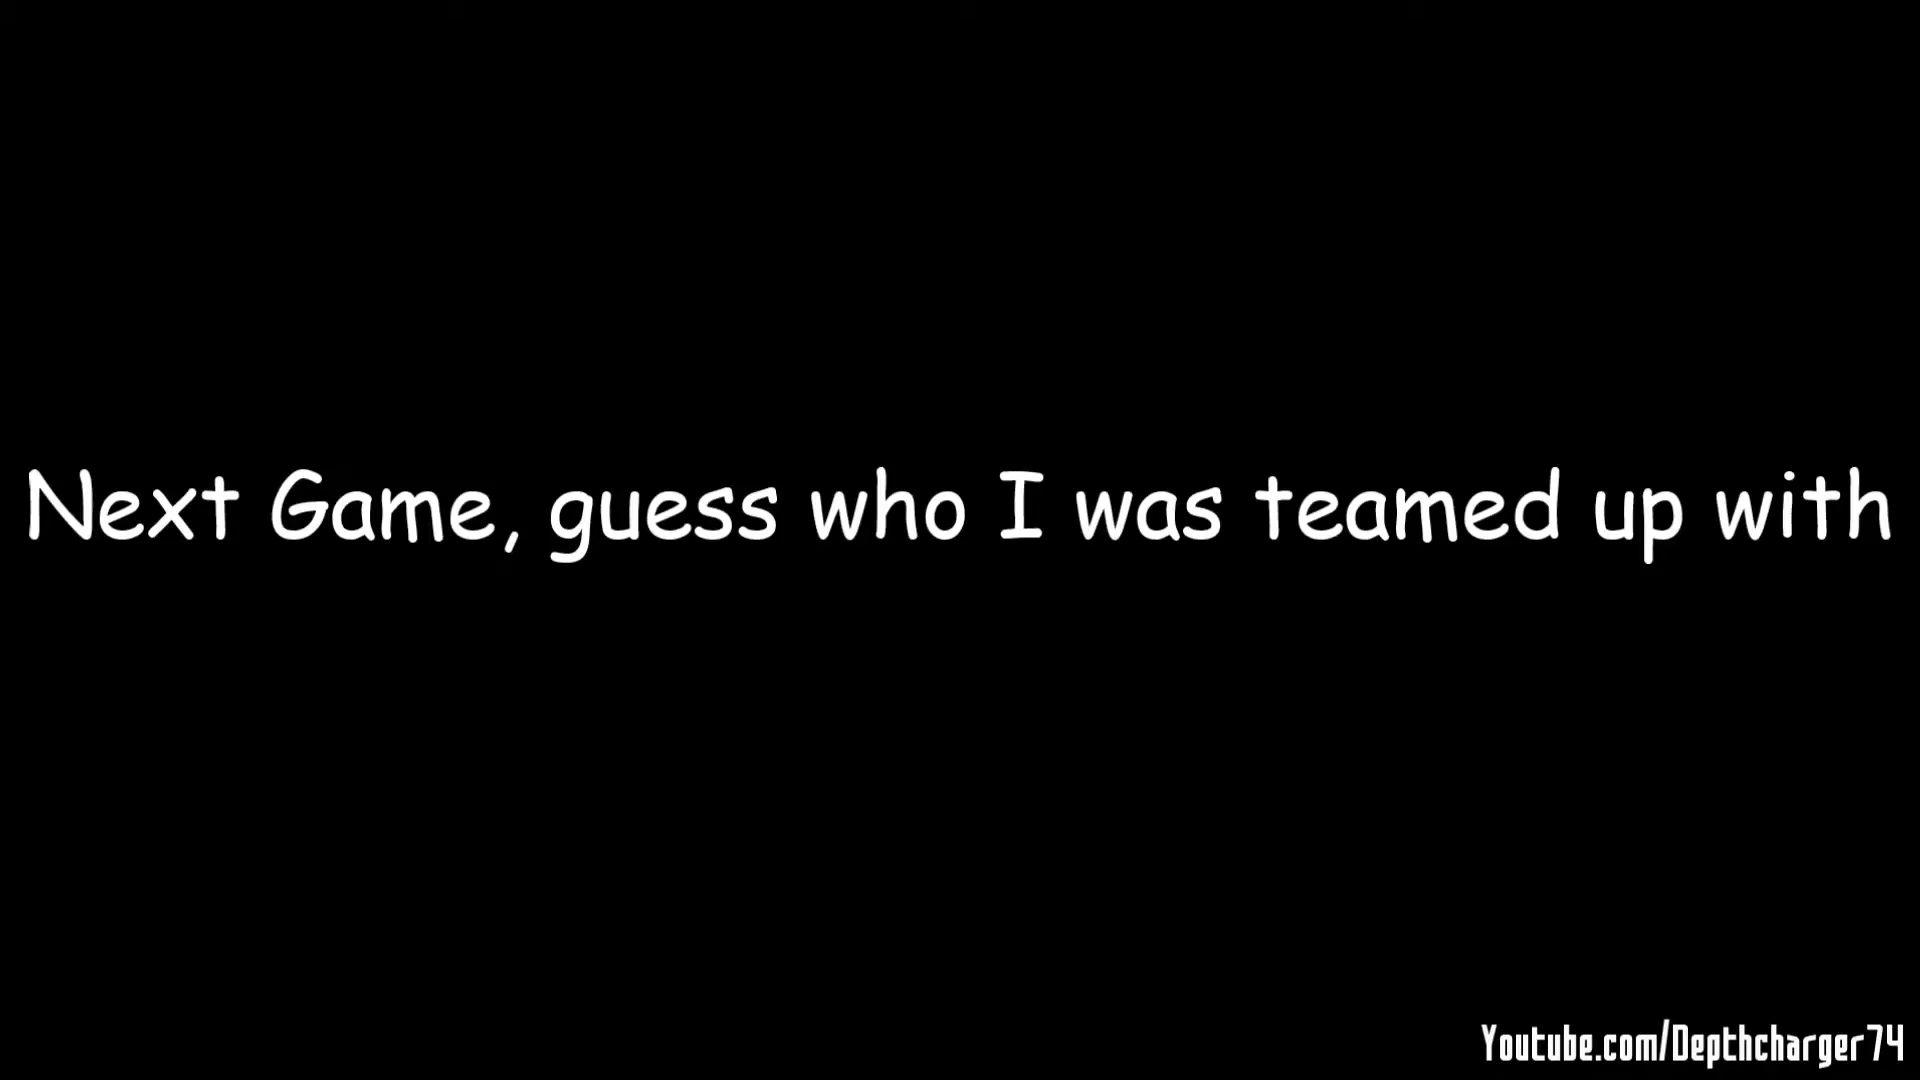 Next Game, guess who I was teamed up with
Youtube.com/Depthcharger74